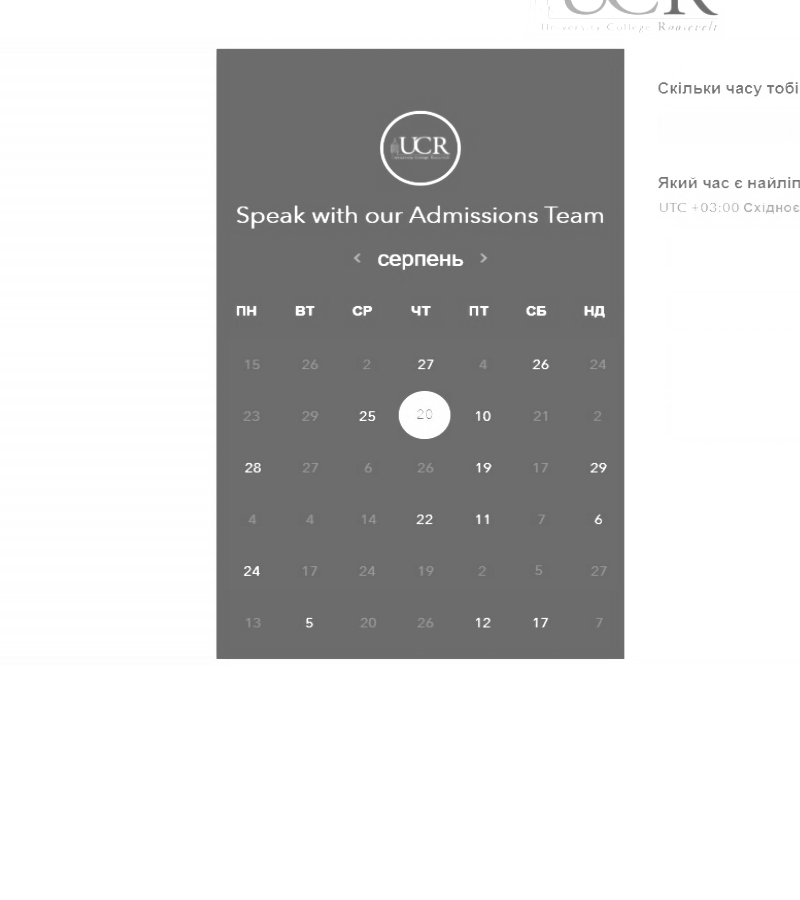 UCR
University College Roosevelt
Скільки часу тобі
UCR
University College Roosevelt
Speak with our Admissions Team
Який час є найліп
UTC +03:00 Східноє
< серпень >
ПН ВТ СР ЧТ ПТ СБ НД
15 26 2 27 4 26 24
23 29 25 20 10 21 2
28 27 6 26 19 17 29
4 4 14 22 11 7 6
24 17 24 19 2 5 27
13 5 20 26 12 17 7